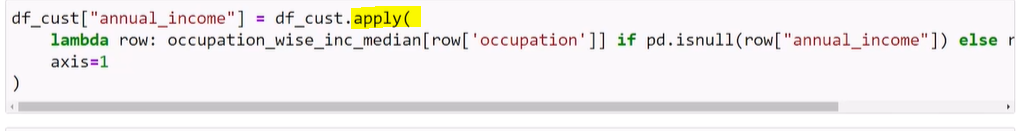 df_cust["annual_income"] = df_cust.apply(
lambda row: occupation_wise_inc_median[row['occupation']] if pd.isnull(row["annual_income"]) else r
axis=1
)